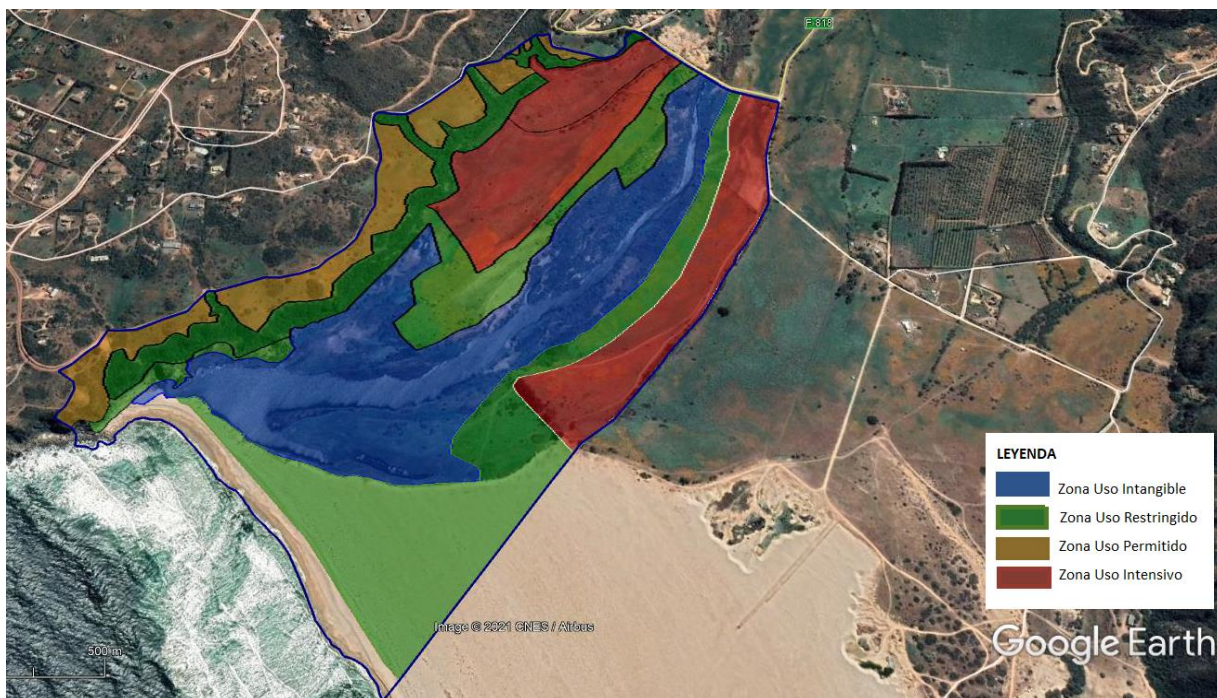 F-818
LEYENDA
Zona Uso Intangible
Zona Uso Restringido
Zona Uso Permitido
Zona Uso Intensivo
Image © 2021 CNES / Airbus
500 m
Google Earth